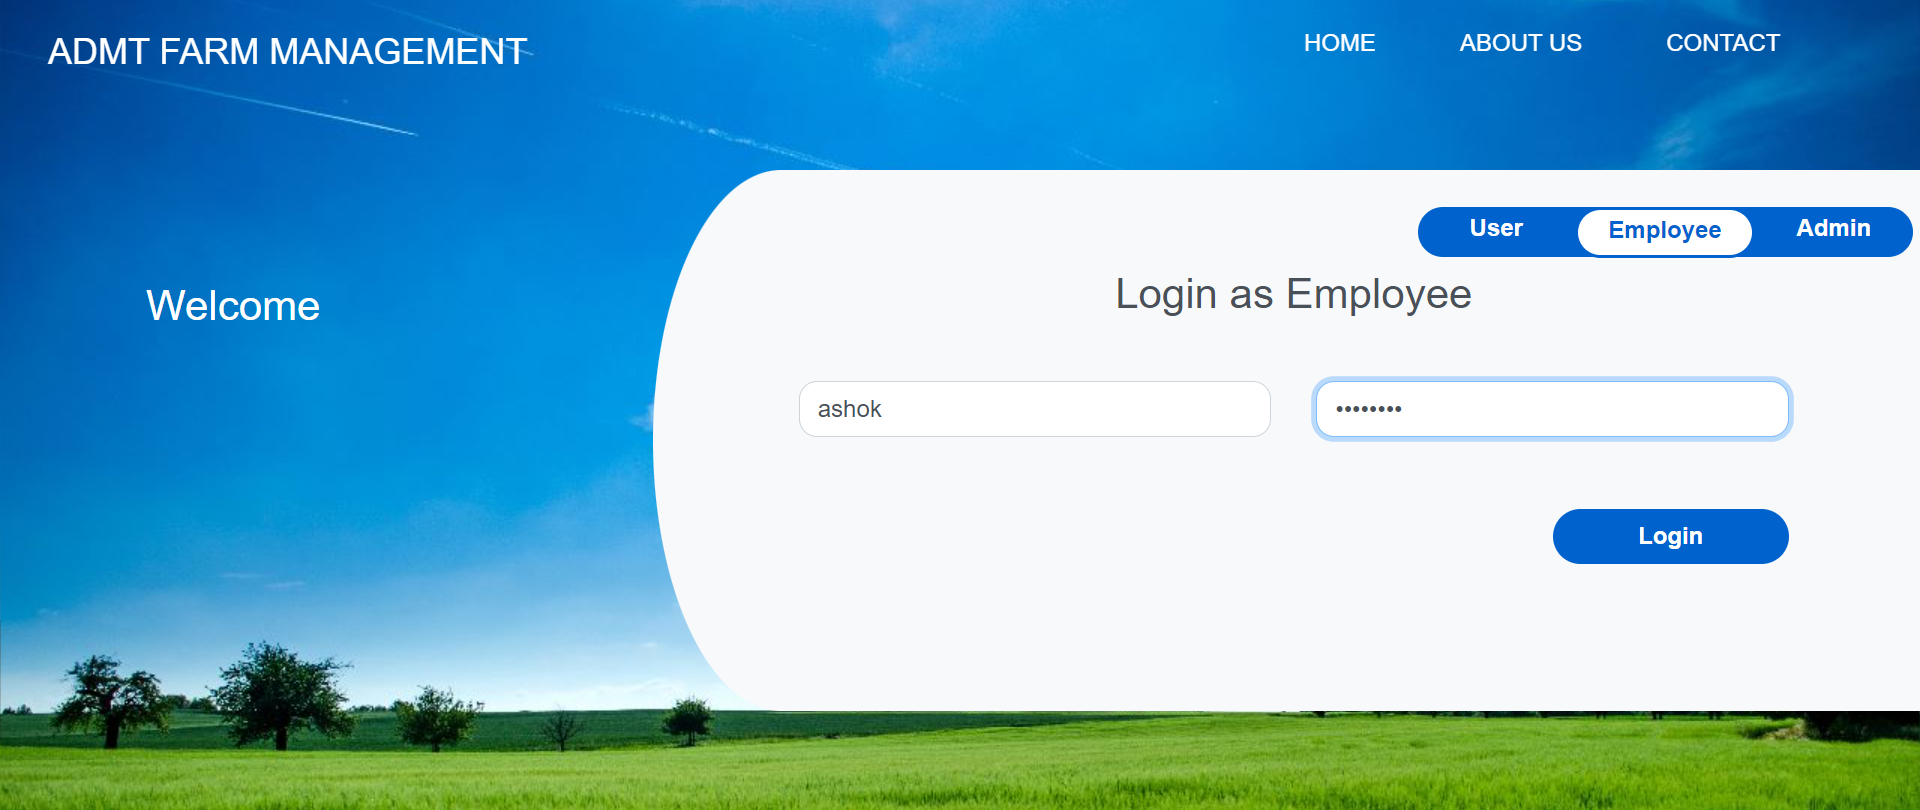 ADMT FARM MANAGEMENT
HOME ABOUT US CONTACT
User Employee Admin
Welcome
Login as Employee
ashok ••••••••
Login